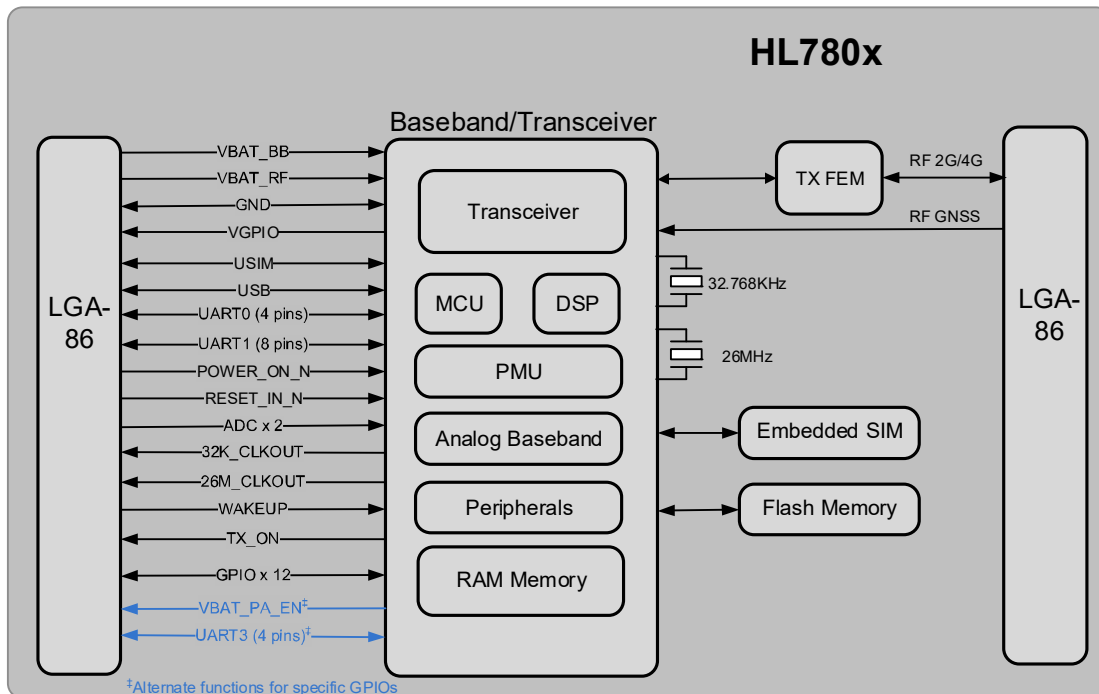 HL780x
Baseband/Transceiver
LGA-
86
VBAT_BB
VBAT_RF
GND
VGPIO
USIM
USB
UART0 (4 pins)
UART1 (8 pins)
POWER_ON_N
RESET_IN_N
ADC x 2
32K_CLKOUT
26M_CLKOUT
WAKEUP
TX_ON
GPIO x 12
VBAT_PA_EN‡
UART3 (4 pins)‡
Transceiver
MCU
DSP
PMU
Analog Baseband
Peripherals
RAM Memory
TX FEM
RF 2G/4G
RF GNSS
32.768KHz
26MHz
Embedded SIM
Flash Memory
LGA-
86
‡Alternate functions for specific GPIOs